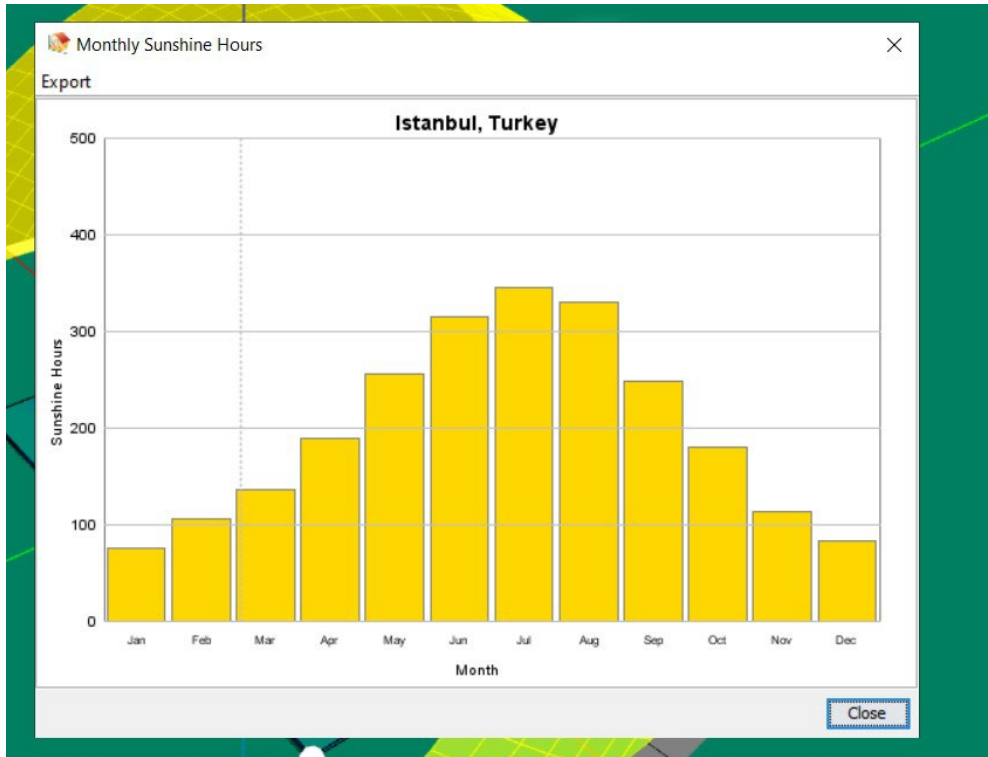 Monthly Sunshine Hours
Export
Istanbul, Turkey
500
400
300
200
100
0
Sunshine Hours
Jan Feb Mar Apr May Jun Jul Aug Sep Oct Nov Dec
Month
Close